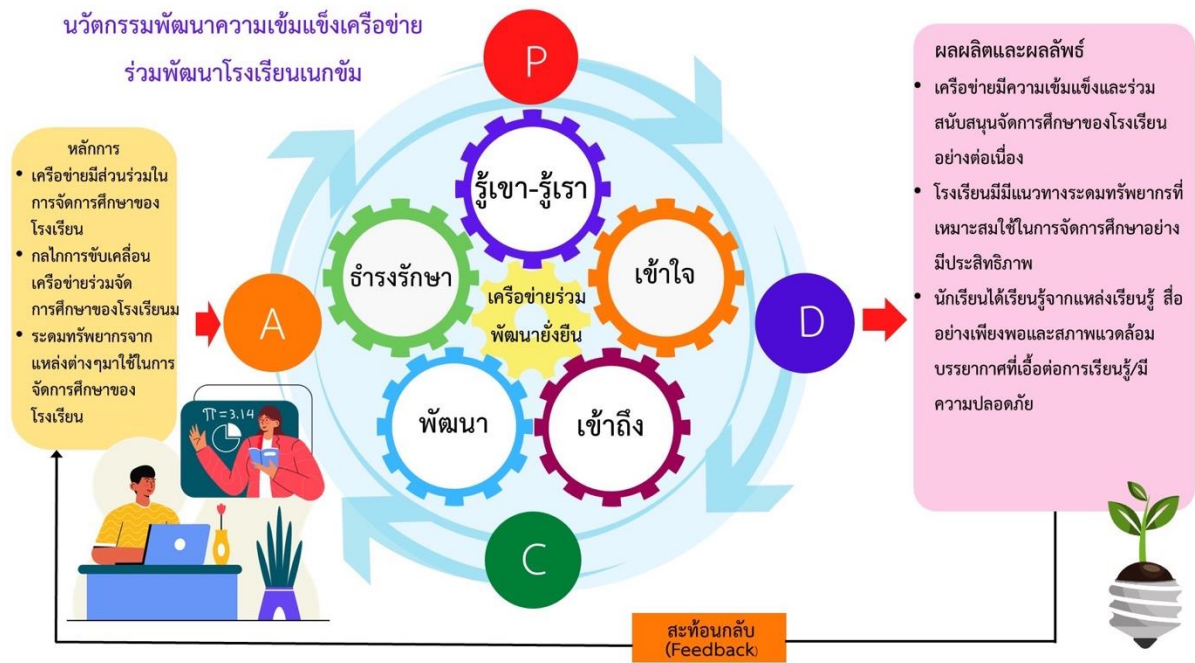 นวัตกรรมพัฒนาความเข้มแข็งเครือข่าย
ร่วมพัฒนาโรงเรียนเนกขัม
หลักการ
• เครือข่ายมีส่วนร่วมใน
การจัดการศึกษาของ
โรงเรียน
• กลไกการขับเคลื่อน
เครือข่ายร่วมจัด
การศึกษาของโรงเรียนม
• ระดมทรัพยากรจาก
แหล่งต่างๆมาใช้ในการ
จัดการศึกษาของ
โรงเรียน
π=3.14
P
D
C
A
รู้เขา-รู้เรา
เข้าใจ
เข้าถึง
พัฒนา
ธำรงรักษา
เครือข่ายร่วม
พัฒนายั่งยืน
ผลผลิตและผลลัพธ์
• เครือข่ายมีความเข้มแข็งและร่วม
สนับสนุนจัดการศึกษาของโรงเรียน
อย่างต่อเนื่อง
• โรงเรียนมีมีแนวทางระดมทรัพยากรที่
เหมาะสมใช้ในการจัดการศึกษาอย่าง
มีประสิทธิภาพ
• นักเรียนได้เรียนรู้จากแหล่งเรียนรู้ สื่อ
อย่างเพียงพอและสภาพแวดล้อม
บรรยากาศที่เอื้อต่อการเรียนรู้/มี
ความปลอดภัย
สะท้อนกลับ
(Feedback)